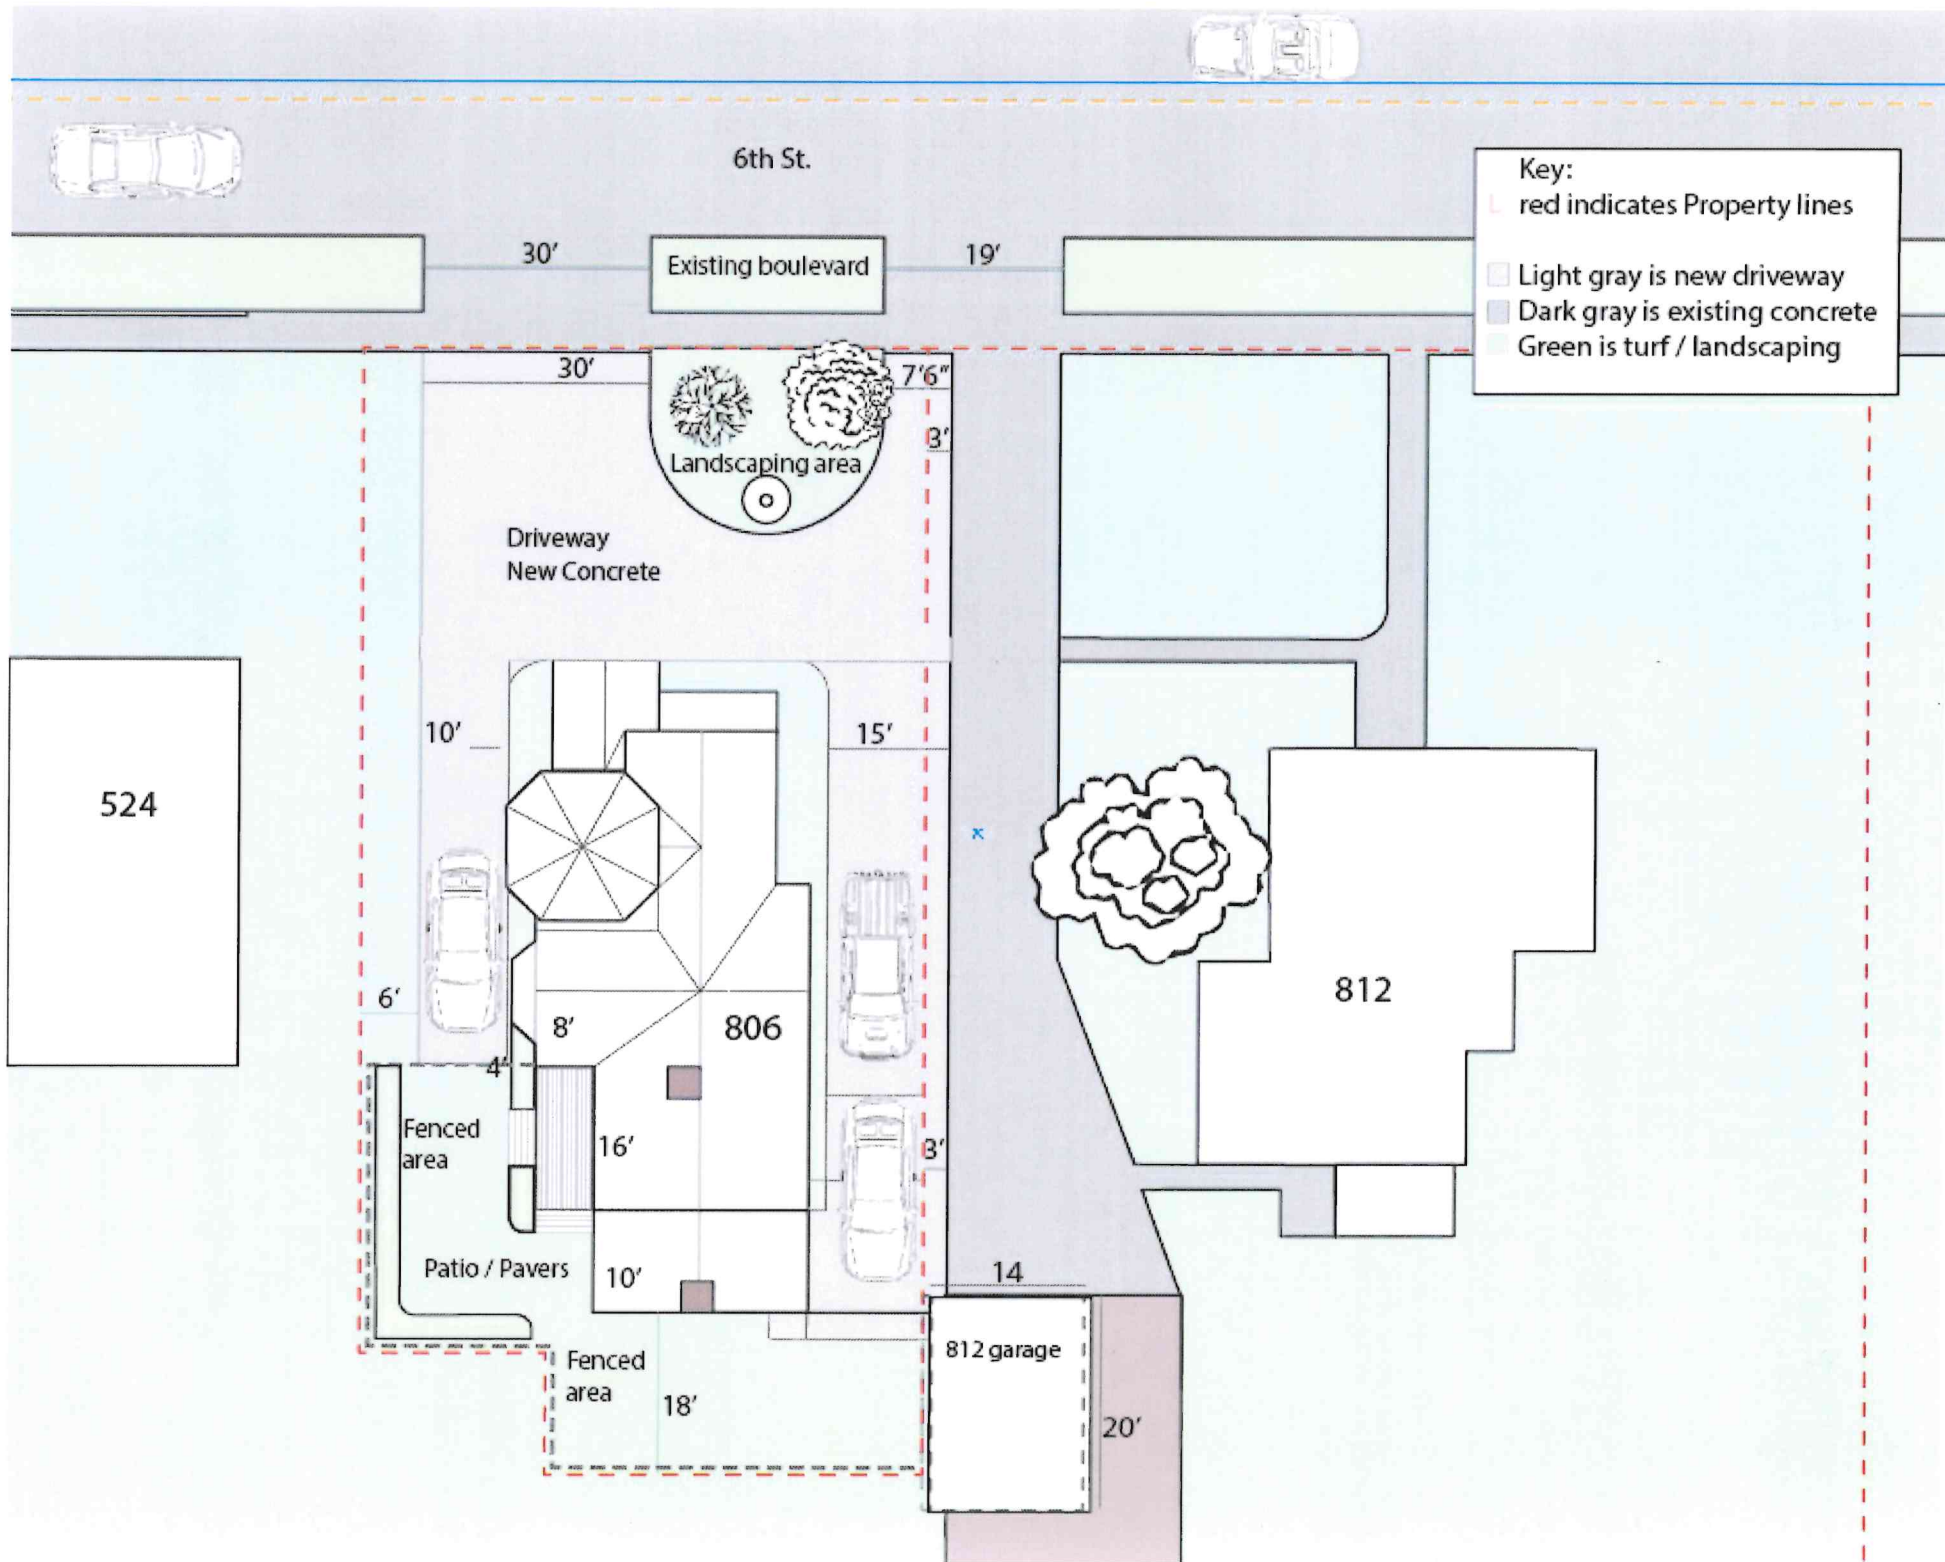 6th St.
Key:
red indicates Property lines
Light gray is new driveway
Dark gray is existing concrete
Green is turf / landscaping
30'
Existing boulevard
19'
30'
7'6"
3'
Landscaping area
Driveway
New Concrete
10'
15'
524
812
6'
8'
806
4'
Fenced
area
16'
3'
Patio / Pavers
10'
14
812 garage
Fenced
area
18'
20'
x